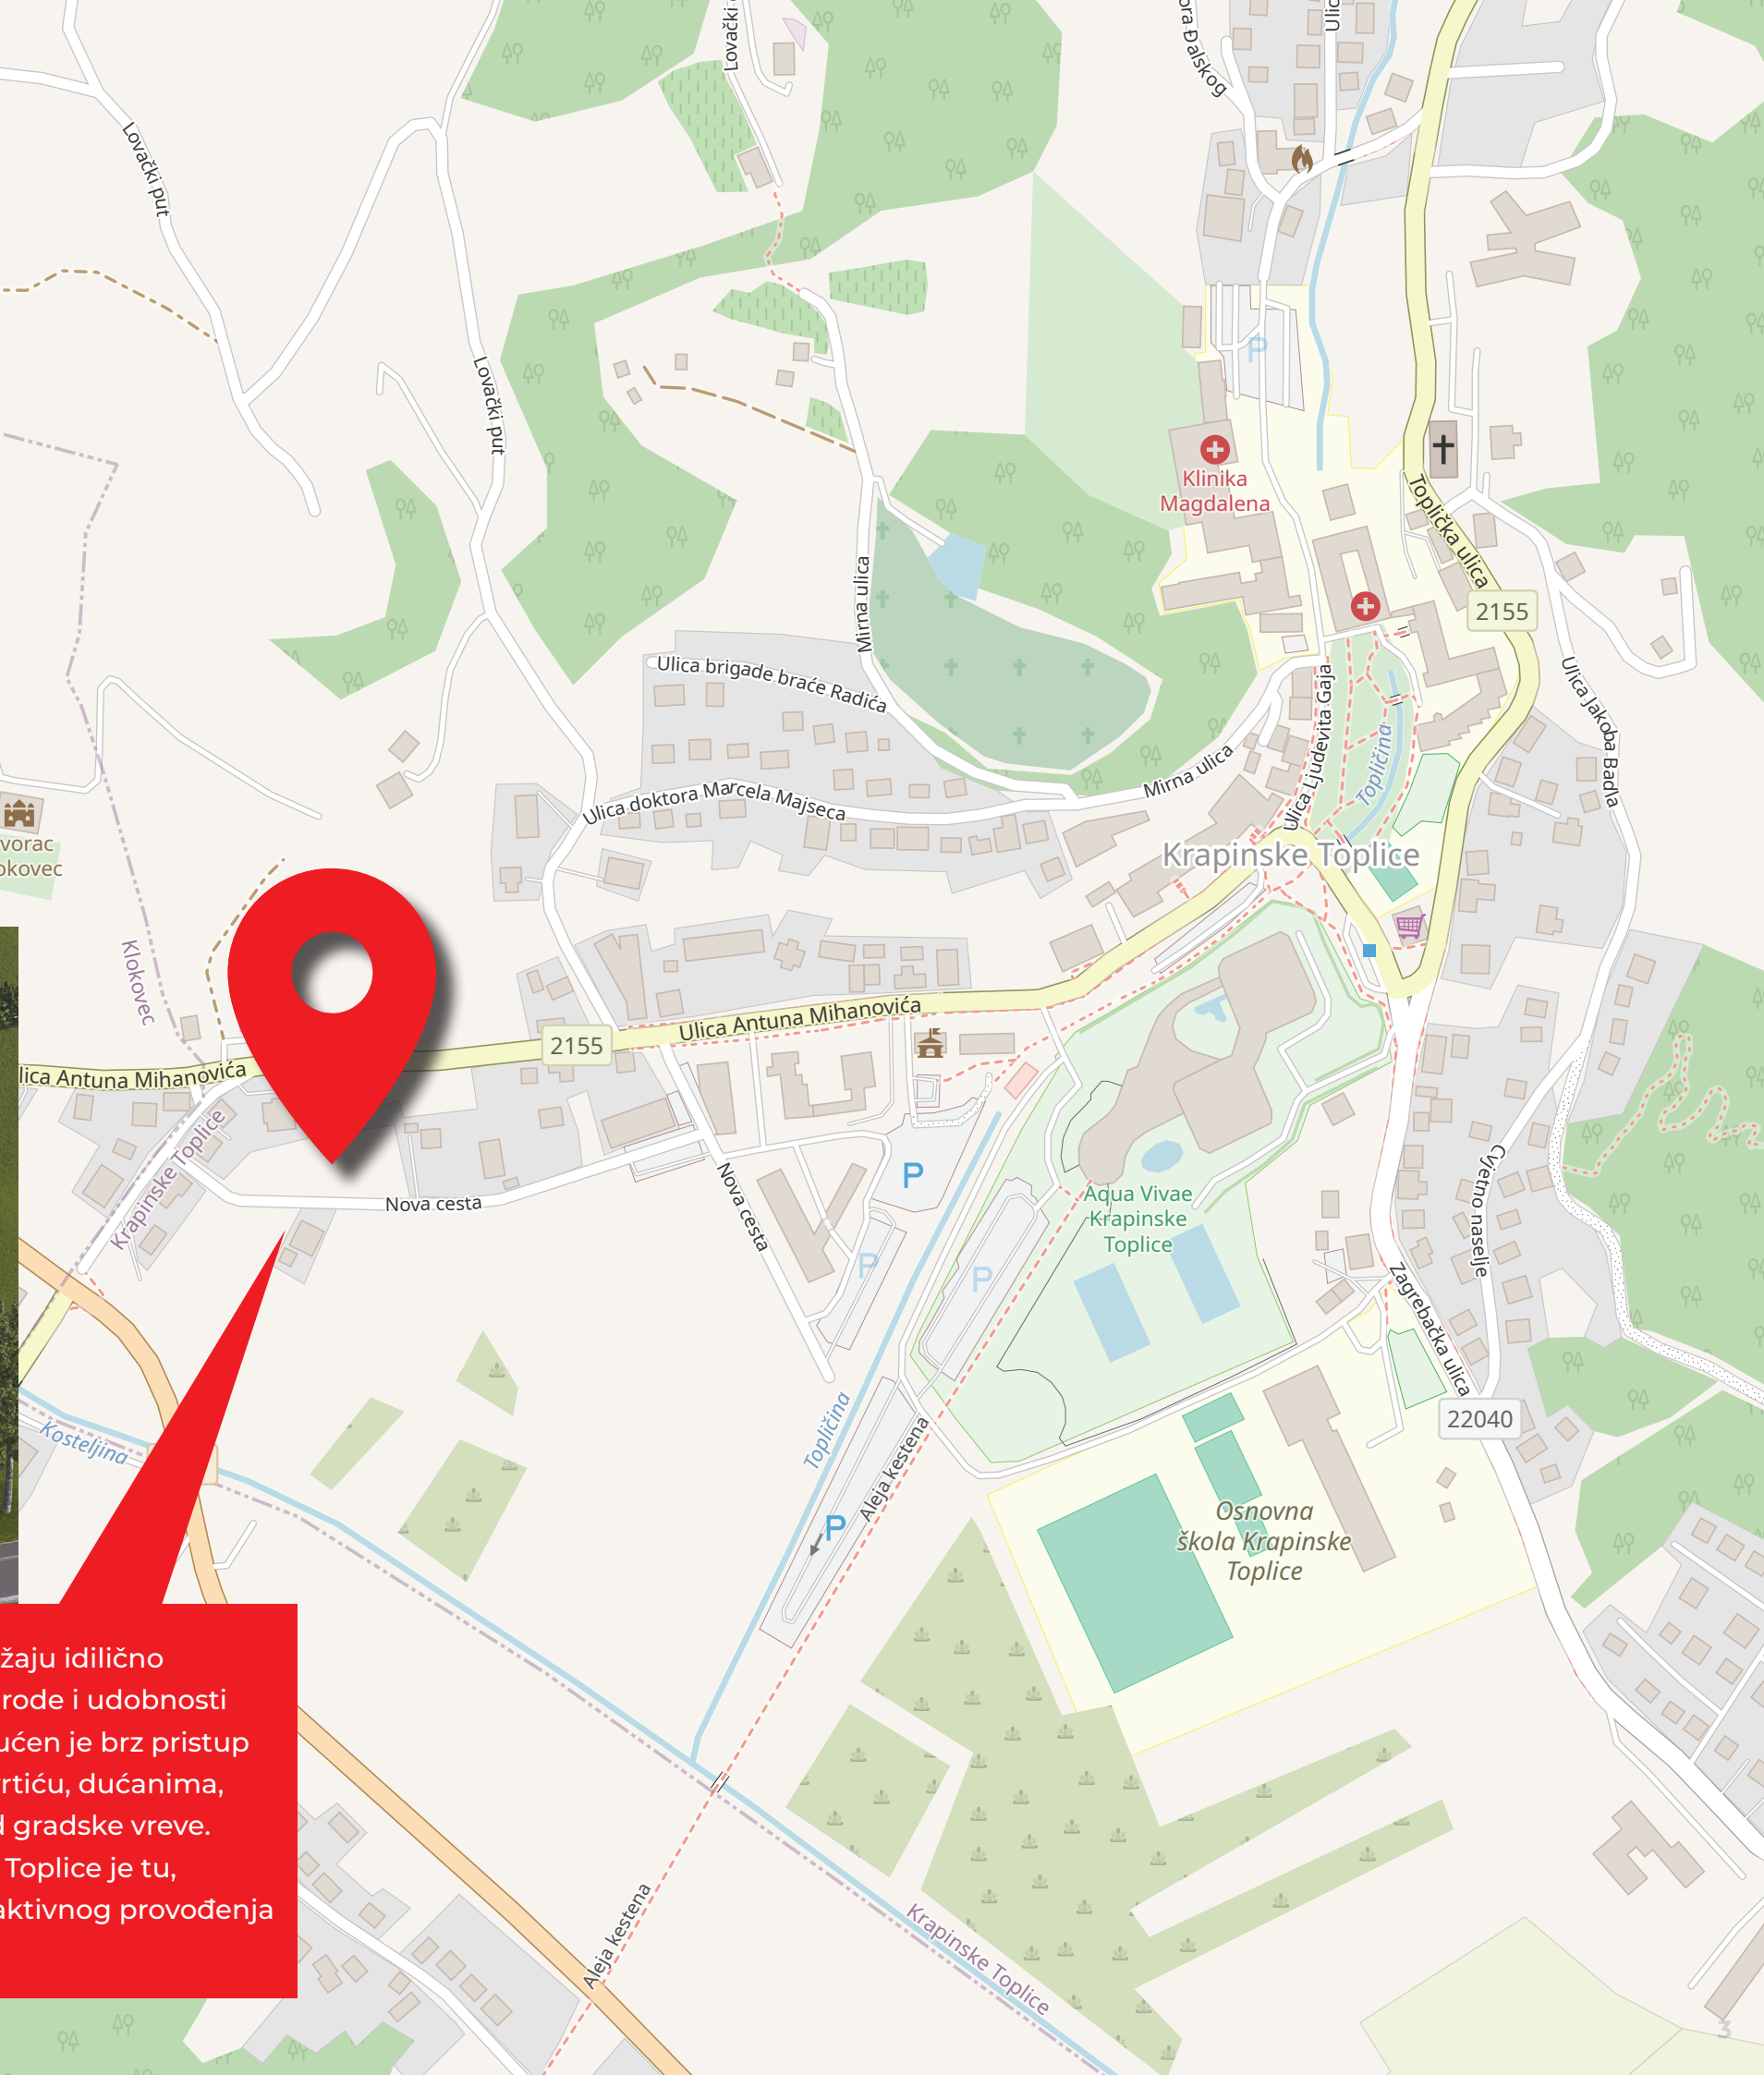 Lovački put
Lovački
Ulic
Đalskog
Lovački put
Klinika
Magdalena
Toplička ulica
2155
Mirna ulica
Ulica brigade braće Radića
Ulica Ljudevita Gaja
Topličina
Ulica Jakoba Badla
Mirna ulica
Ulica doktora Marcela Majseca
Krapinske Toplice
vorac
okovec
Klokovec
Ulica Antuna Mihanovića
2155
lica Antuna Mihanovića
Krapinske Toplice
Nova cesta
Nova cesta
P
P
P
P
P
Aqua Vivae
Krapinske
Toplice
Cvjetno naselje
Zagrebačka ulica
22040
Kosteljina
Topličina
Aleja kestena
Osnovna
škola Krapinske
Toplice
žaju idilično
rode i udobnosti
ućen je brz pristup
rtiću, dućanima,
d gradske vreve.
Toplice je tu,
aktivnog provođenja
Aleja kestena
Krapinske Toplice
3